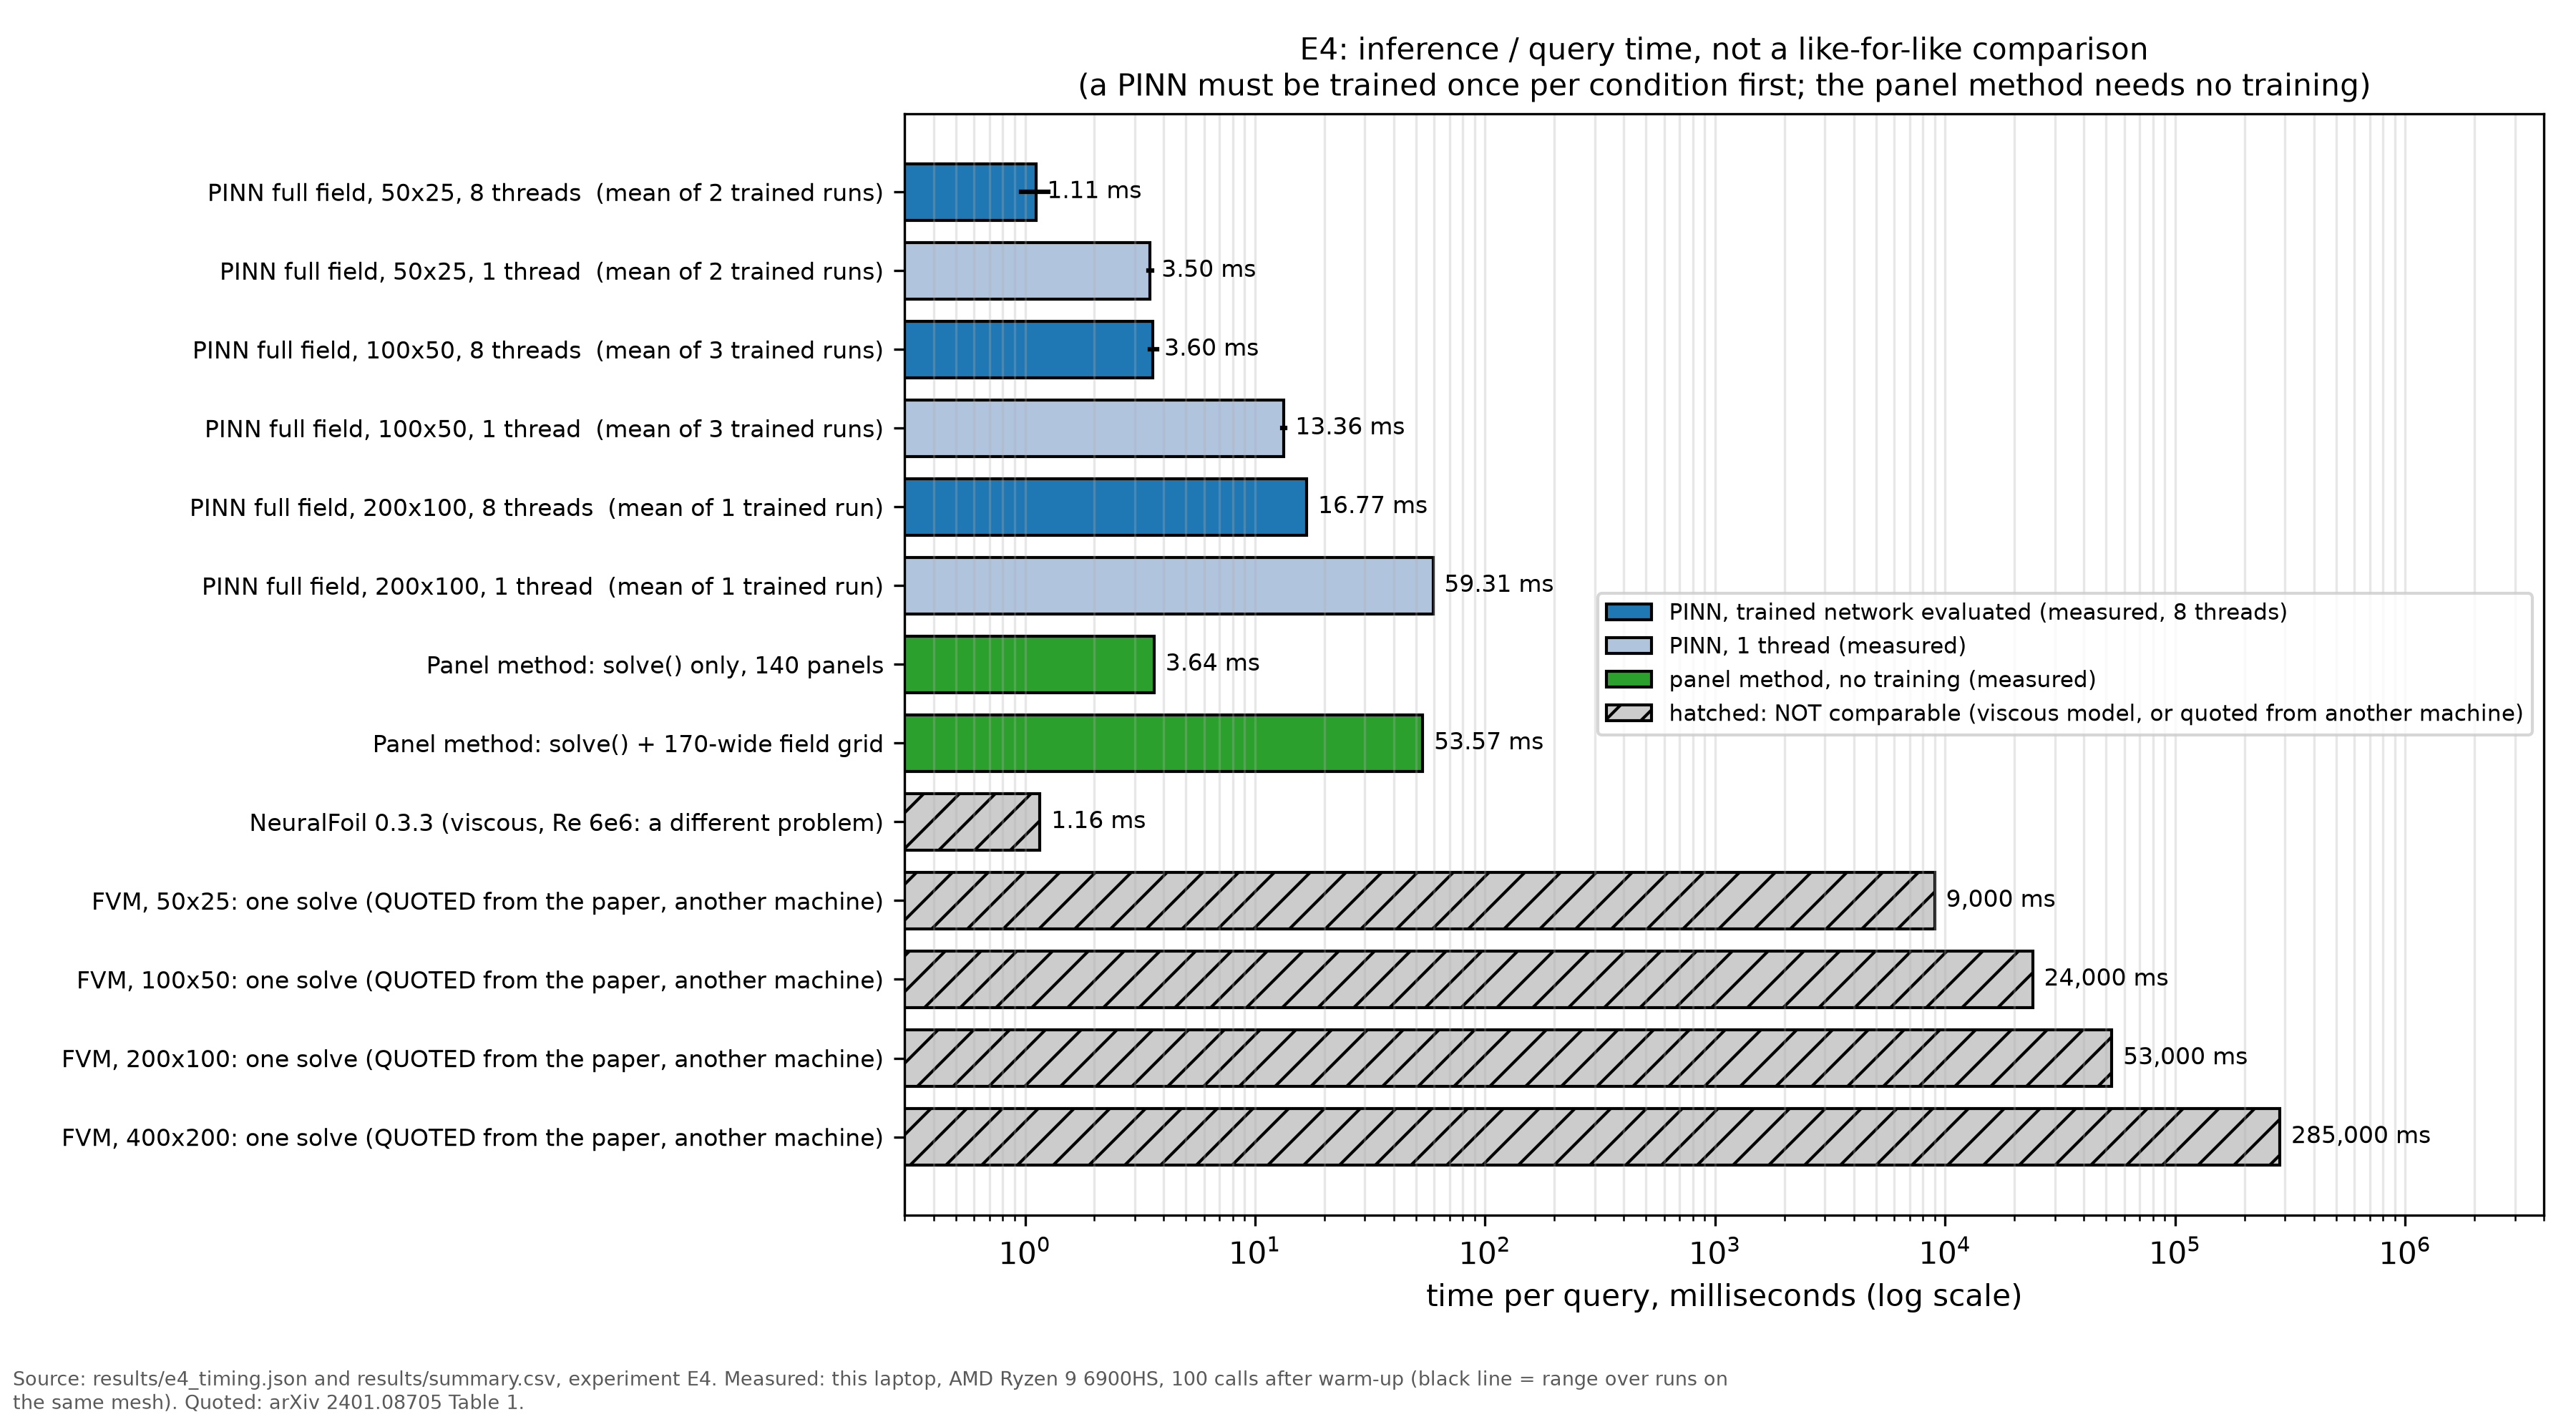 E4: inference / query time, not a like-for-like comparison
(a PINN must be trained once per condition first; the panel method needs no training)
PINN full field, 50x25, 8 threads  (mean of 2 trained runs)
1.11 ms
PINN full field, 50x25, 1 thread  (mean of 2 trained runs)
3.50 ms
PINN full field, 100x50, 8 threads  (mean of 3 trained runs)
3.60 ms
PINN full field, 100x50, 1 thread  (mean of 3 trained runs)
13.36 ms
PINN full field, 200x100, 8 threads  (mean of 1 trained run)
16.77 ms
PINN full field, 200x100, 1 thread  (mean of 1 trained run)
59.31 ms
Panel method: solve() only, 140 panels
3.64 ms
Panel method: solve() + 170-wide field grid
53.57 ms
NeuralFoil 0.3.3 (viscous, Re 6e6: a different problem)
1.16 ms
FVM, 50x25: one solve (QUOTED from the paper, another machine)
9,000 ms
FVM, 100x50: one solve (QUOTED from the paper, another machine)
24,000 ms
FVM, 200x100: one solve (QUOTED from the paper, another machine)
53,000 ms
FVM, 400x200: one solve (QUOTED from the paper, another machine)
285,000 ms
PINN, trained network evaluated (measured, 8 threads)
PINN, 1 thread (measured)
panel method, no training (measured)
hatched: NOT comparable (viscous model, or quoted from another machine)
10⁰ 10¹ 10² 10³ 10⁴ 10⁵ 10⁶
time per query, milliseconds (log scale)
Source: results/e4_timing.json and results/summary.csv, experiment E4. Measured: this laptop, AMD Ryzen 9 6900HS, 100 calls after warm-up (black line = range over runs on
the same mesh). Quoted: arXiv 2401.08705 Table 1.